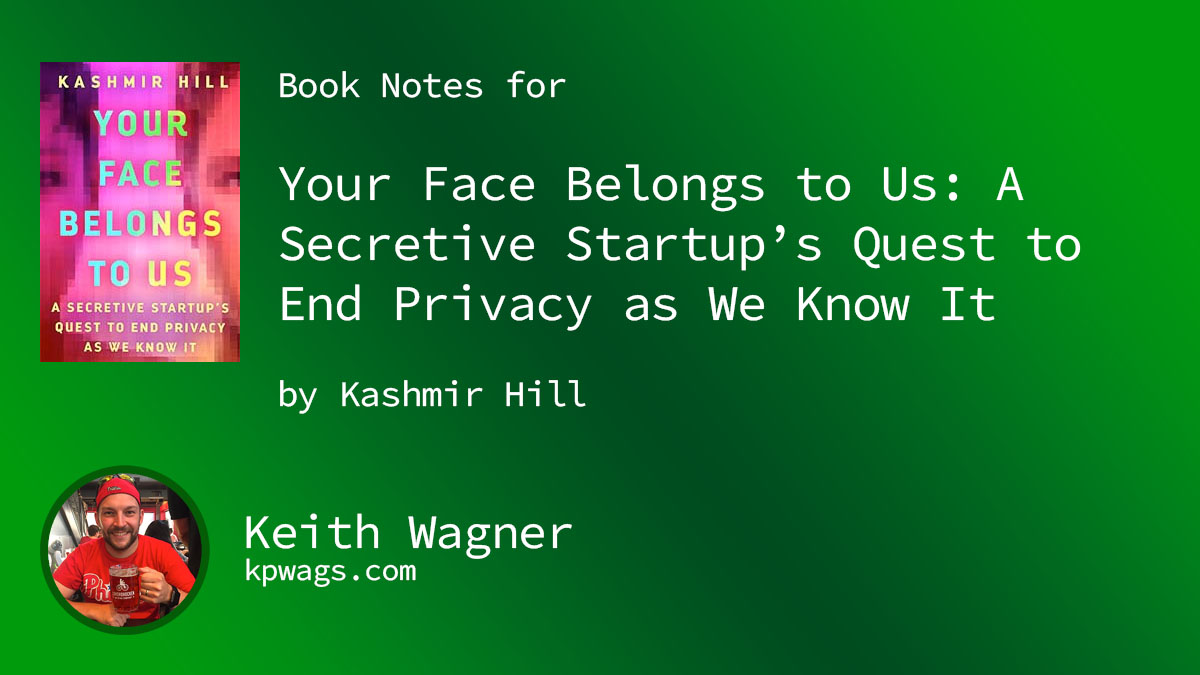 KASHMIR HILL
YOUR
FACE
BELONGS
TO US
A SECRETIVE STARTUP'S
QUEST TO END PRIVACY
AS WE KNOW IT
Book Notes for
Your Face Belongs to Us: A
Secretive Startup’s Quest to
End Privacy as We Know It
by Kashmir Hill
Keith Wagner
kpwags.com
Ph